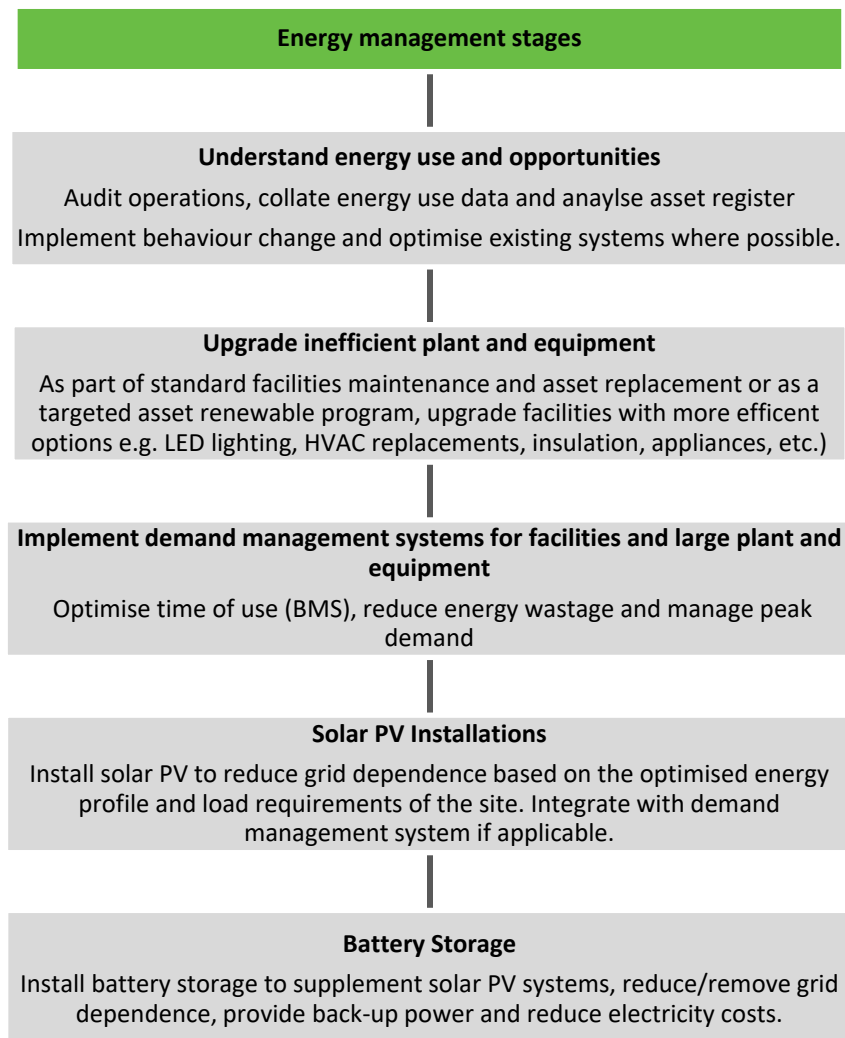 Energy management stages
Understand energy use and opportunities
Audit operations, collate energy use data and anaylse asset register
Implement behaviour change and optimise existing systems where possible.
Upgrade inefficient plant and equipment
As part of standard facilities maintenance and asset replacement or as a
targeted asset renewable program, upgrade facilities with more efficent
options e.g. LED lighting, HVAC replacements, insulation, appliances, etc.)
Implement demand management systems for facilities and large plant and
equipment
Optimise time of use (BMS), reduce energy wastage and manage peak
demand
Solar PV Installations
Install solar PV to reduce grid dependence based on the optimised energy
profile and load requirements of the site. Integrate with demand
management system if applicable.
Battery Storage
Install battery storage to supplement solar PV systems, reduce/remove grid
dependence, provide back-up power and reduce electricity costs.